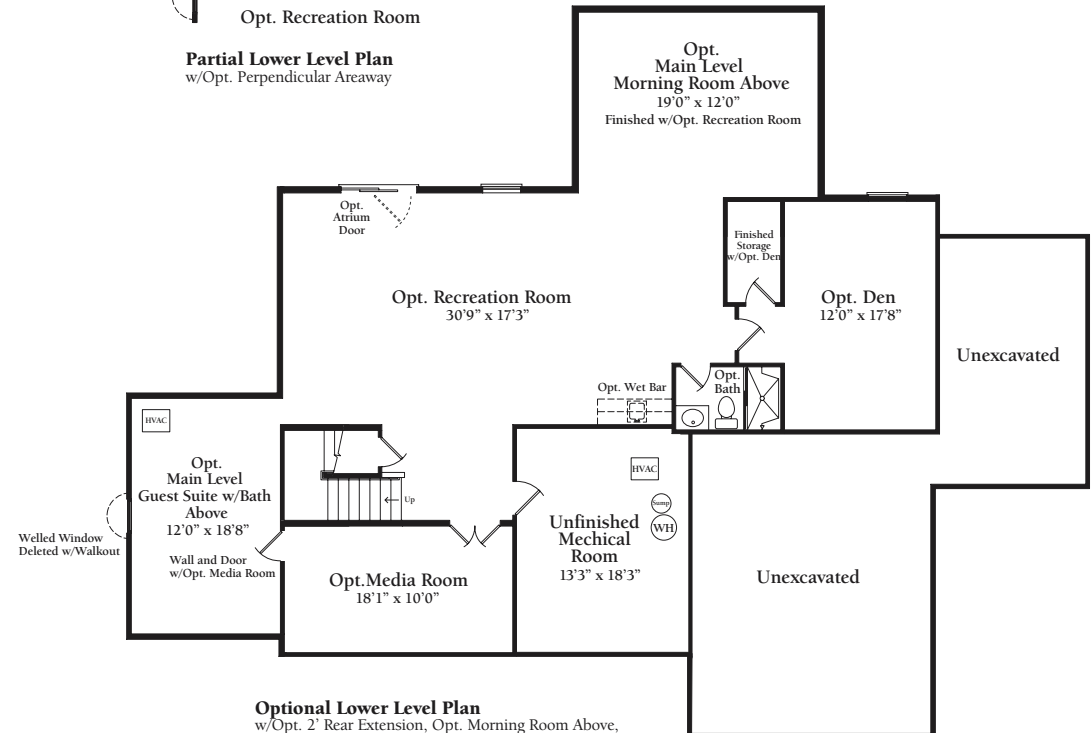 Opt. Recreation Room
Partial Lower Level Plan
w/Opt. Perpendicular Areaway
Opt.
Main Level
Morning Room Above
19'0" x 12'0"
Finished w/Opt. Recreation Room
Opt.
Atrium
Door
Finished
Storage
w/Opt. Den
Opt. Recreation Room
30'9" x 17'3"
Opt. Den
12'0" x 17'8"
Unexcavated
Opt. Wet Bar
Opt.
Bath
HVAC
Opt.
Main Level
Guest Suite w/Bath
Above
12'0" x 18'8"
Welled Window
Deleted w/Walkout
Wall and Door
w/Opt. Media Room
Up
HVAC
Sump
WH
Unfinished
Mechical
Room
13'3" x 18'3"
Opt.Media Room
18'1" x 10'0"
Unexcavated
Optional Lower Level Plan
w/Opt. 2' Rear Extension, Opt. Morning Room Above,